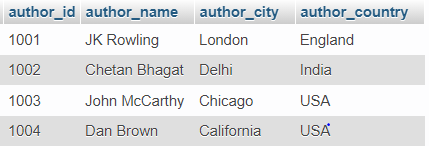 author_id author_name author_city author_country
1001 JK Rowling London England
1002 Chetan Bhagat Delhi India
1003 John McCarthy Chicago USA
1004 Dan Brown California USA